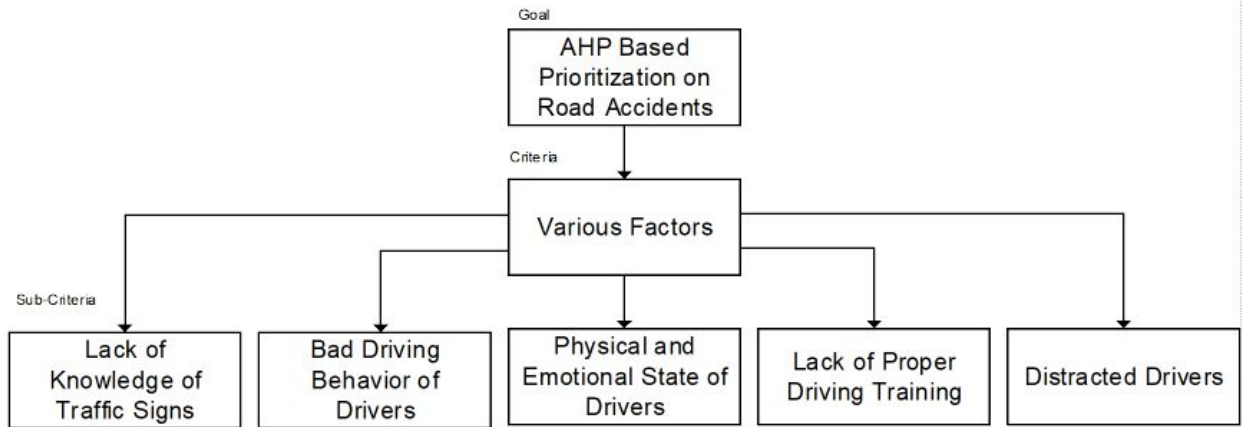 Goal
AHP Based
Prioritization on
Road Accidents
Criteria
Various Factors
Sub-Criteria
Lack of
Knowledge of
Traffic Signs
Bad Driving
Behavior of
Drivers
Physical and
Emotional State of
Drivers
Lack of Proper
Driving Training
Distracted Drivers